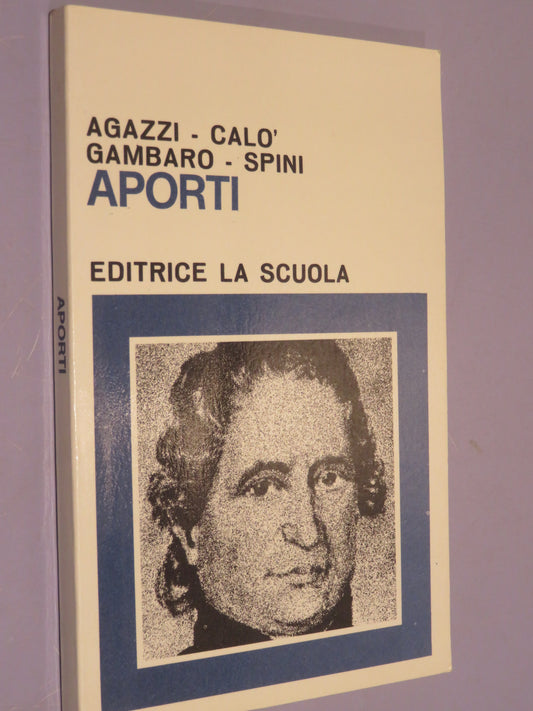 AGAZZI - CALO'
GAMBARO - SPINI
APORTI
EDITRICE LA SCUOLA
APORTI